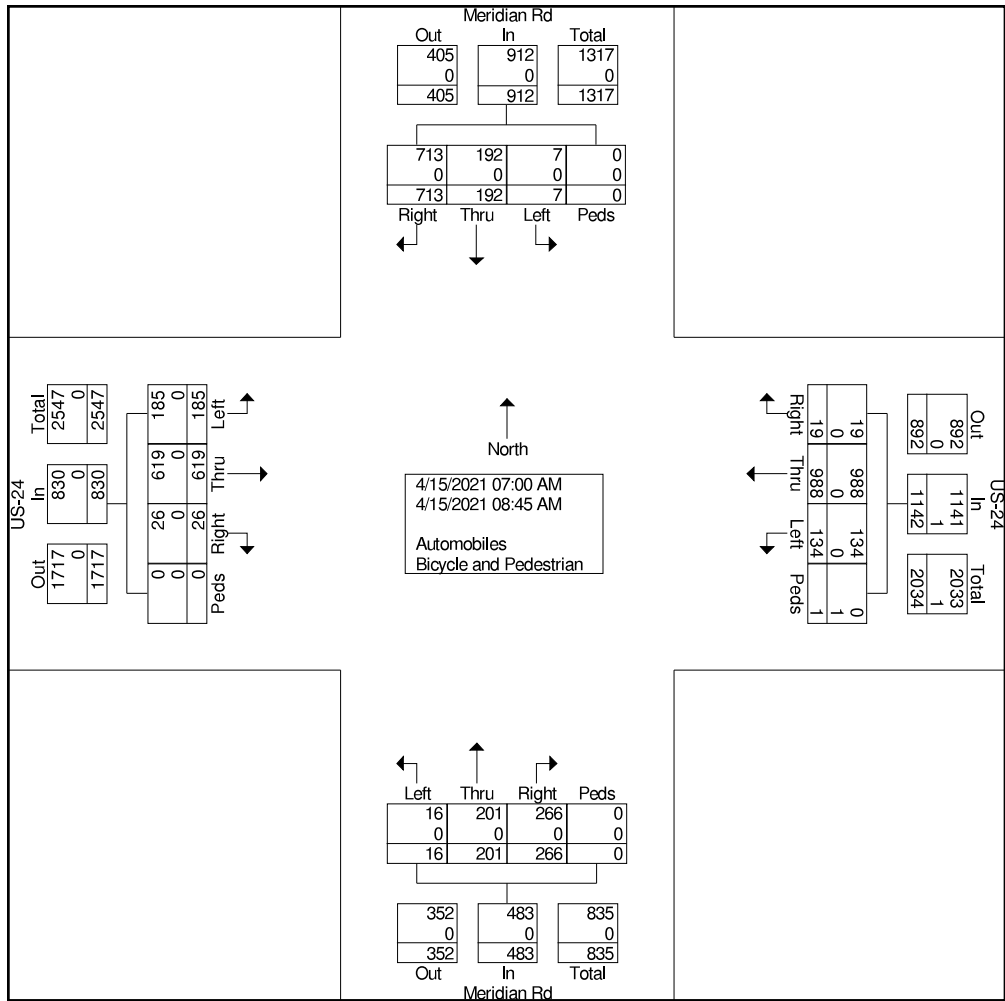 Meridian Rd
Out In Total
405 912 1317
0 0 0
405 912 1317
713 192 7 0
0 0 0 0
713 192 7 0
Right Thru Left Peds
US-24
Total In Out
2547 830 1717
0 0 0
2547 830 1717
185 619 26 0
0 0 0 0
185 619 26 0
Left Thru Right Peds
North
4/15/2021 07:00 AM
4/15/2021 08:45 AM
Automobiles
Bicycle and Pedestrian
US-24
Out In Total
892 1141 2033
0 1 1
892 1142 2034
19 988 134 0
0 0 0 1
19 988 134 1
Right Thru Left Peds
Left Thru Right Peds
16 201 266 0
0 0 0 0
16 201 266 0
352 483 835
0 0 0
352 483 835
Out In Total
Meridian Rd